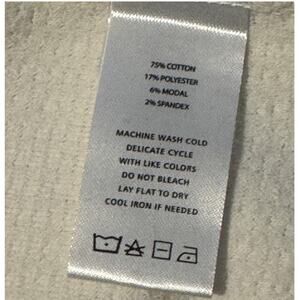 75% COTTON
17% POLYESTER
6% MODAL
2% SPANDEX
MACHINE WASH COLD
DELICATE CYCLE
WITH LIKE COLORS
DO NOT BLEACH
LAY FLAT TO DRY
COOL IRON IF NEEDED